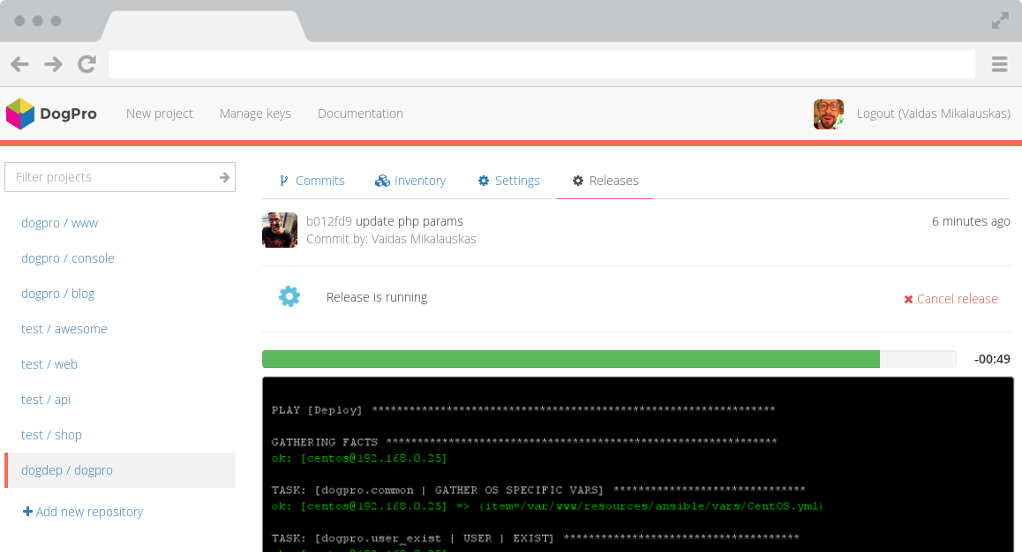 DogPro
New project
Manage keys
Documentation
Logout (Vaidas Mikalauskas)
Filter projects
dogpro / www
dogpro / console
dogpro / blog
test / awesome
test / web
test / api
test / shop
dogdep / dogpro
Add new repository
Commits
Inventory
Settings
Releases
b012fd9 update php params
6 minutes ago
Commit by: Vaidas Mikalauskas
Release is running
Cancel release
-00:49
PLAY [Deploy] *****************************************************************
GATHERING FACTS ***************************************************************
ok: [centos@192.168.0.25]
TASK: [dogpro.common | GATHER OS SPECIFIC VARS] *******************************
ok: [centos@192.168.0.25] => (item=/var/www/resources/ansible/vars/CentOS.yml)
TASK: [dogpro.user_exist | USER | EXIST] **************************************